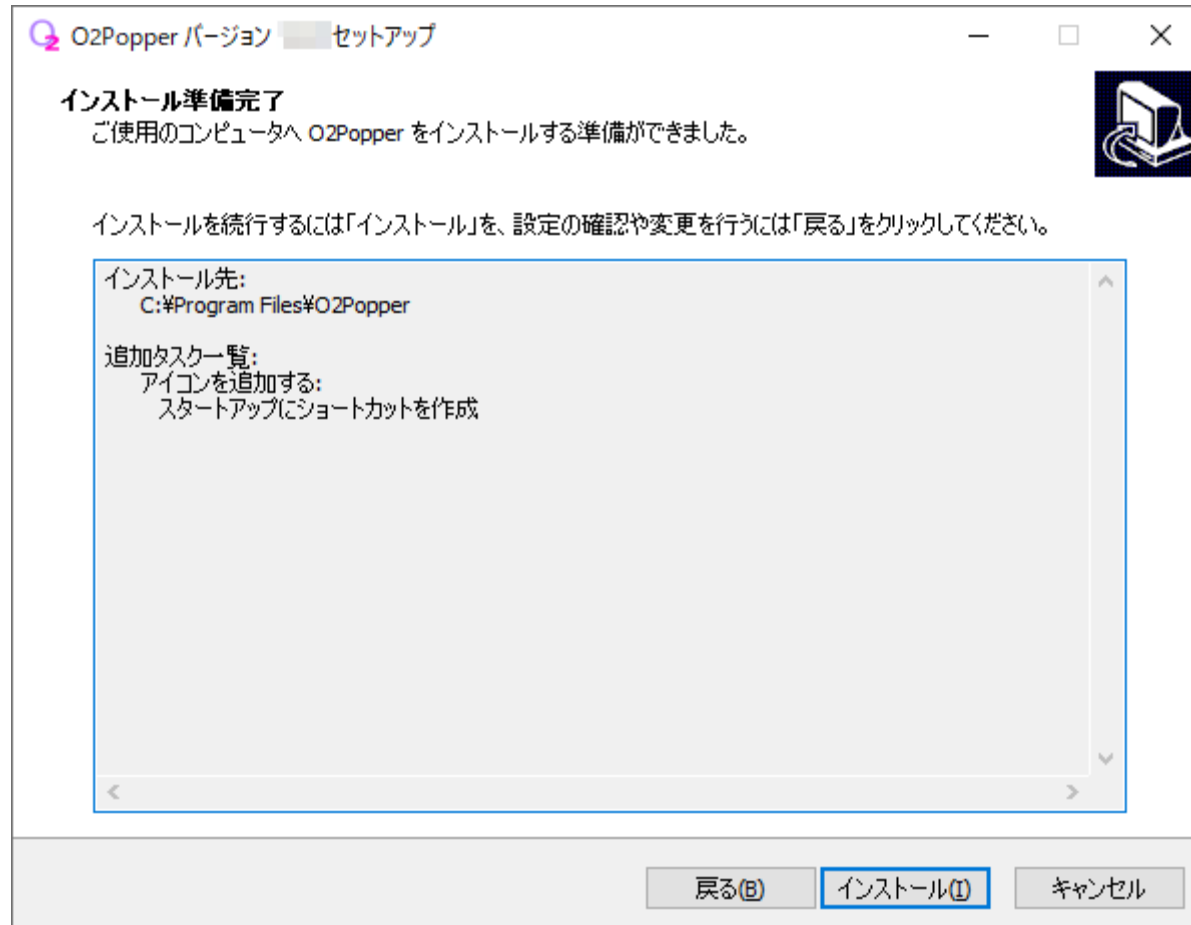 O2Popper バージョン セットアップ
インストール準備完了
ご使用のコンピュータへ O2Popper をインストールする準備ができました。
インストールを続行するには「インストール」を、設定の確認や変更を行うには「戻る」をクリックしてください。
インストール先:
C:¥Program Files¥O2Popper
追加タスク一覧:
アイコンを追加する:
スタートアップにショートカットを作成
戻る(B) インストール(I) キャンセル